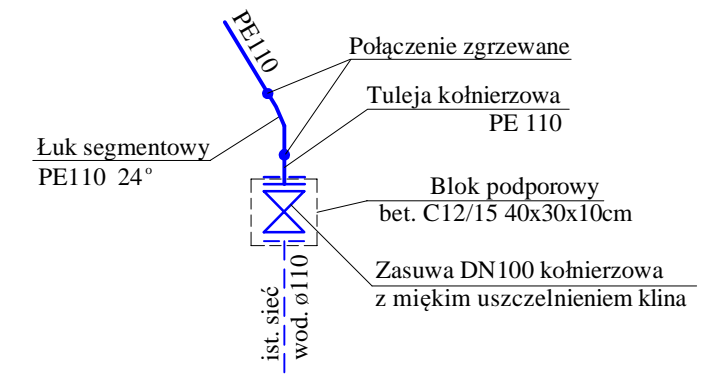 PE110
Połączenie zgrzewane
Tuleja kołnierzowa
PE 110
Łuk segmentowy
PE110 24°
Blok podporowy
bet. C12/15 40x30x10cm
Zasuwa DN100 kołnierzowa
z miękim uszczelnieniem klina
ist. sieć
wod. ø110